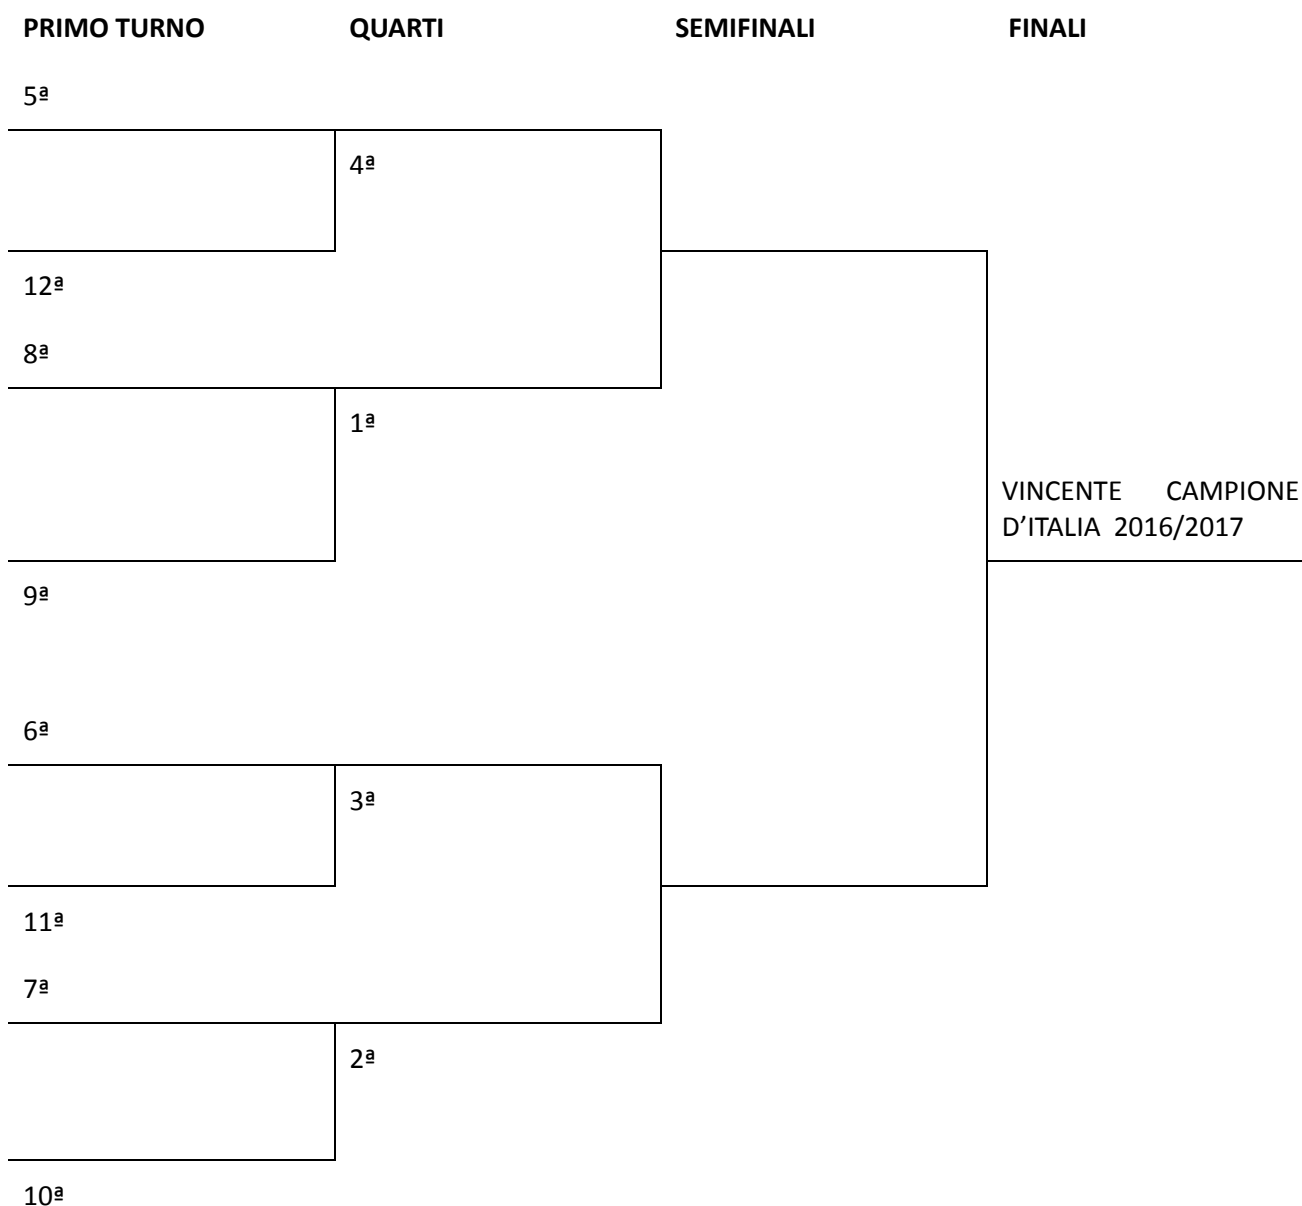 PRIMO TURNO QUARTI SEMIFINALI FINALI
5ª
4ª
12ª
8ª
1ª
VINCENTE CAMPIONE
D’ITALIA 2016/2017
9ª
6ª
3ª
11ª
7ª
2ª
10ª